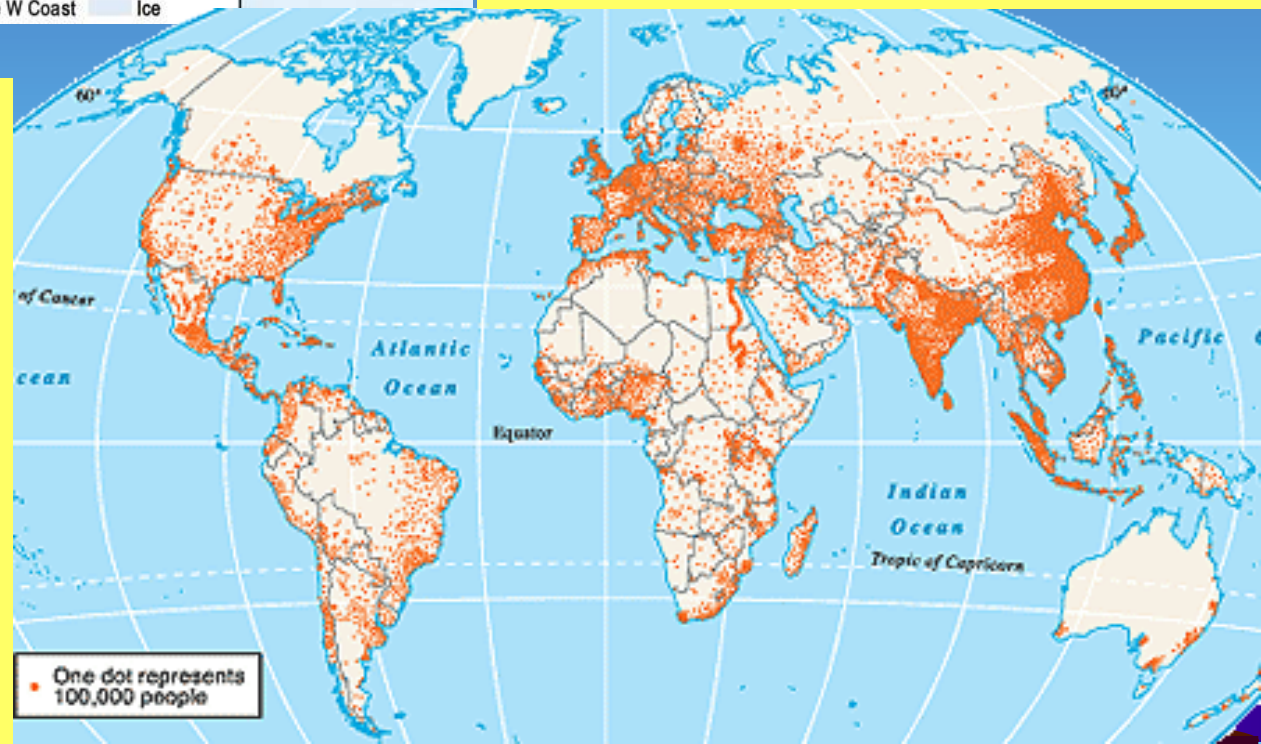 W Coast Ice
60°
60°
of Cancer
Atlantic
Ocean
Pacific
cean
Equator
Indian
Ocean
Tropic of Capricorn
One dot represents
100,000 people